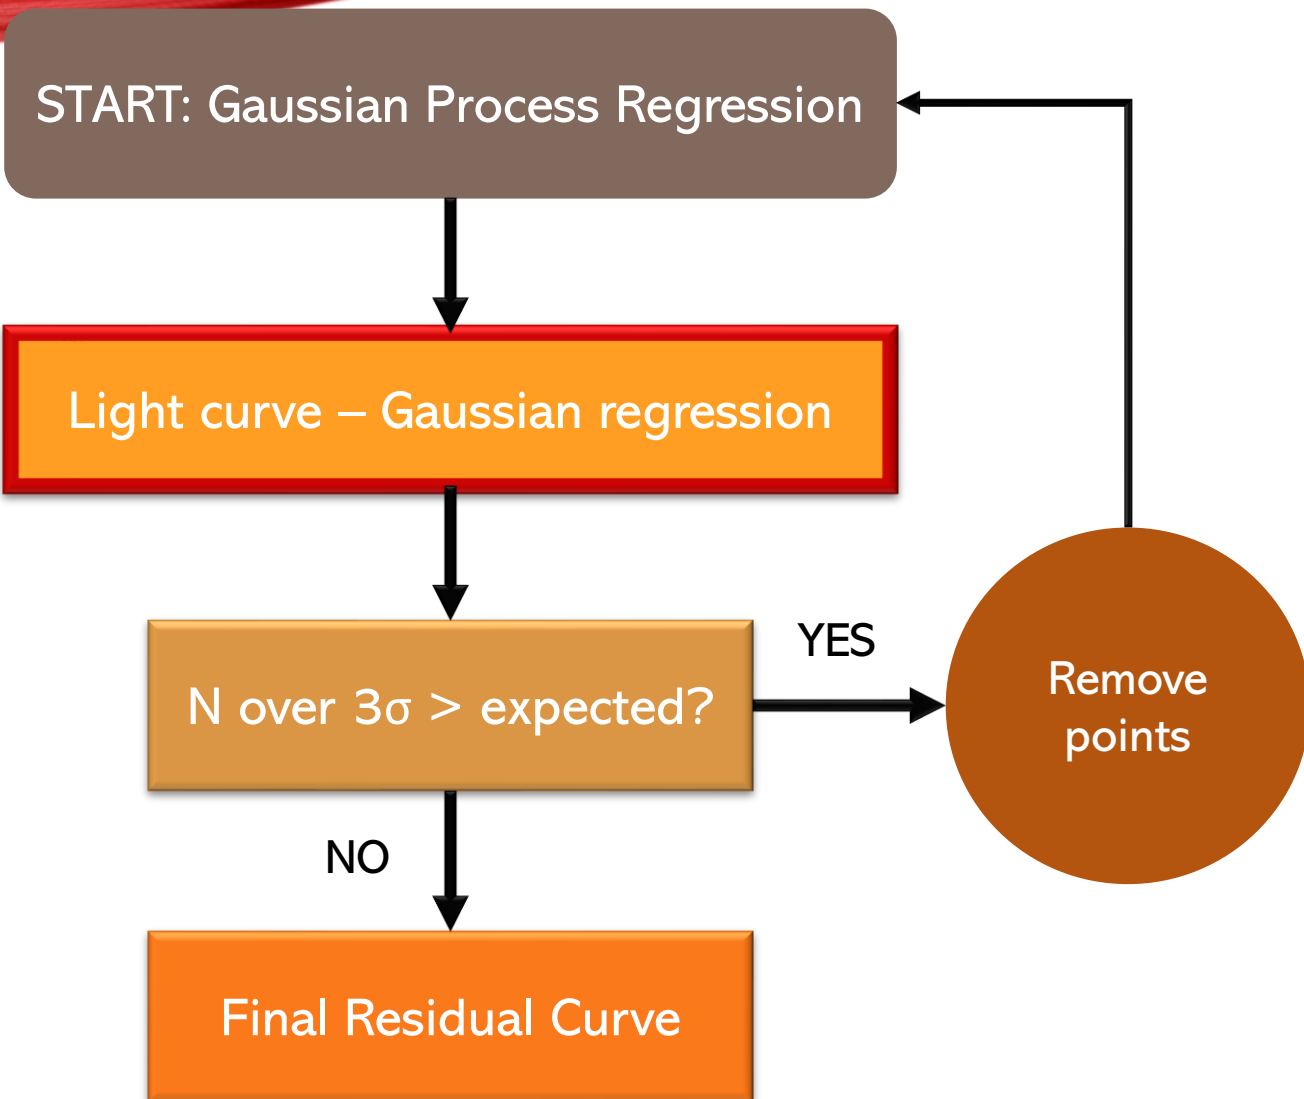 START: Gaussian Process Regression
Light curve – Gaussian regression
N over 3σ > expected?
YES
Remove
points
NO
Final Residual Curve